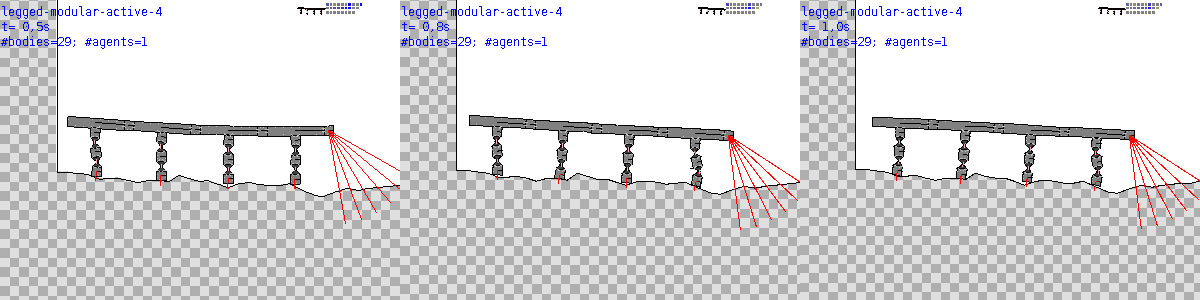 legged-modular-active-4
t= 0,5s
#bodies=29; #agents=1
legged-modular-active-4
t= 0,8s
#bodies=29; #agents=1
legged-modular-active-4
t= 1,0s
#bodies=29; #agents=1